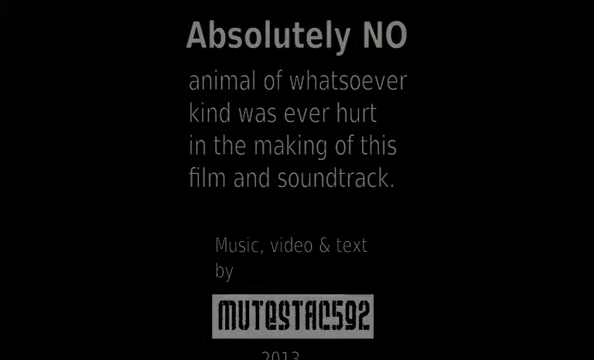 Absolutely NO
animal of whatsoever
kind was ever hurt
in the making of this
film and soundtrack.
Music, video & text
by
MUTESTAC592
2013